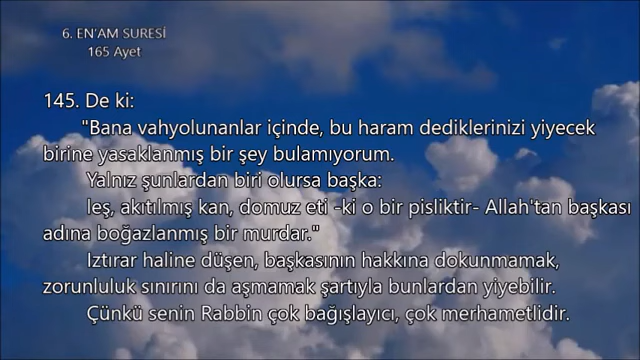 6. EN'AM SURESİ
165 Ayet
145. De ki:
"Bana vahyolunanlar içinde, bu haram dediklerinizi yiyecek
birine yasaklanmış bir şey bulamıyorum.
Yalnız şunlardan biri olursa başka:
leş, akıtılmış kan, domuz eti -ki o bir pisliktir- Allah'tan başkası
adına boğazlanmış bir murdar."
Iztırar haline düşen, başkasının hakkına dokunmamak,
zorunluluk sınırını da aşmamak şartıyla bunlardan yiyebilir.
Çünkü senin Rabbin çok bağışlayıcı, çok merhametlidir.